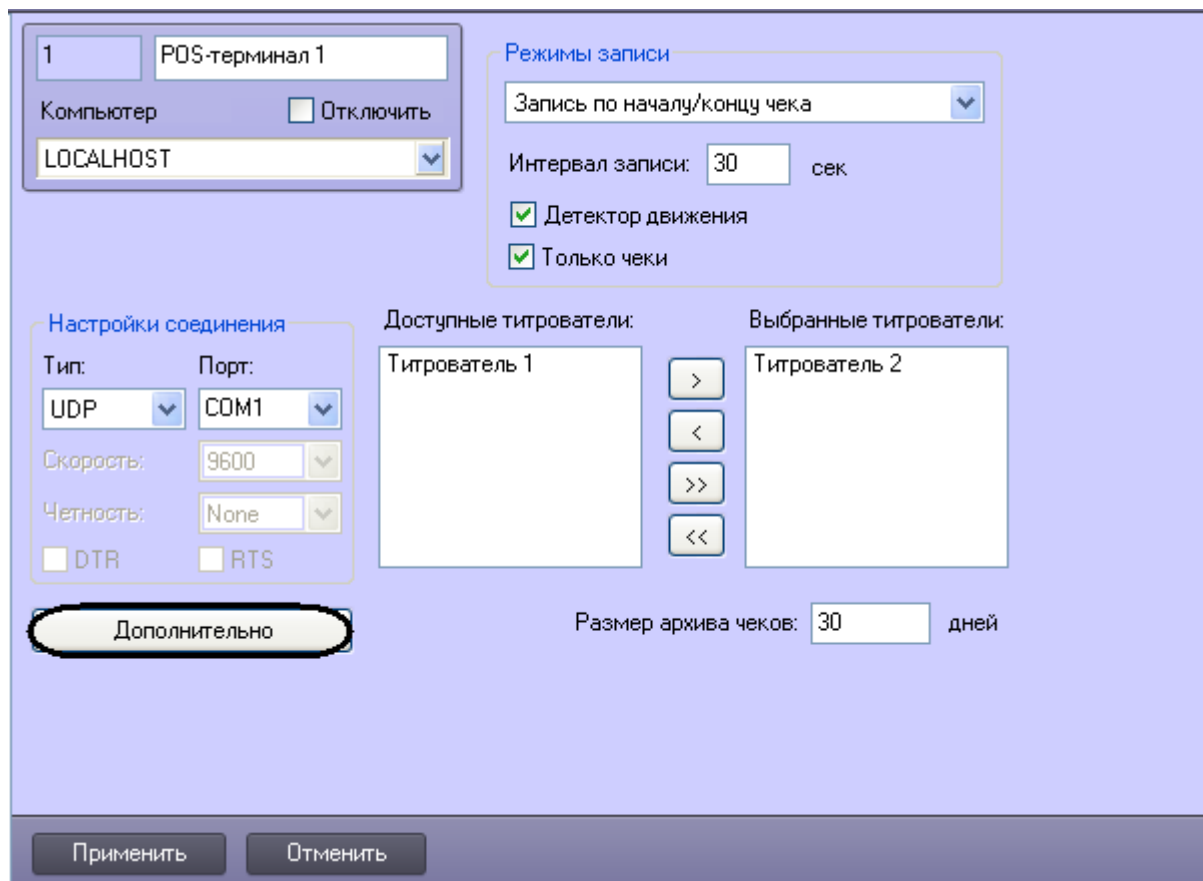 1 POS-терминал 1
Компьютер Отключить
LOCALHOST
Режимы записи
Запись по началу/концу чека
Интервал записи: 30 сек
Детектор движения
Только чеки
Настройки соединения
Тип: Порт:
UDP COM1
Скорость: 9600
Четность: None
DTR RTS
Дополнительно
Доступные титрователи:
Титрователь 1
>
<
>>
<<
Выбранные титрователи:
Титрователь 2
Размер архива чеков: 30 дней
Применить Отменить